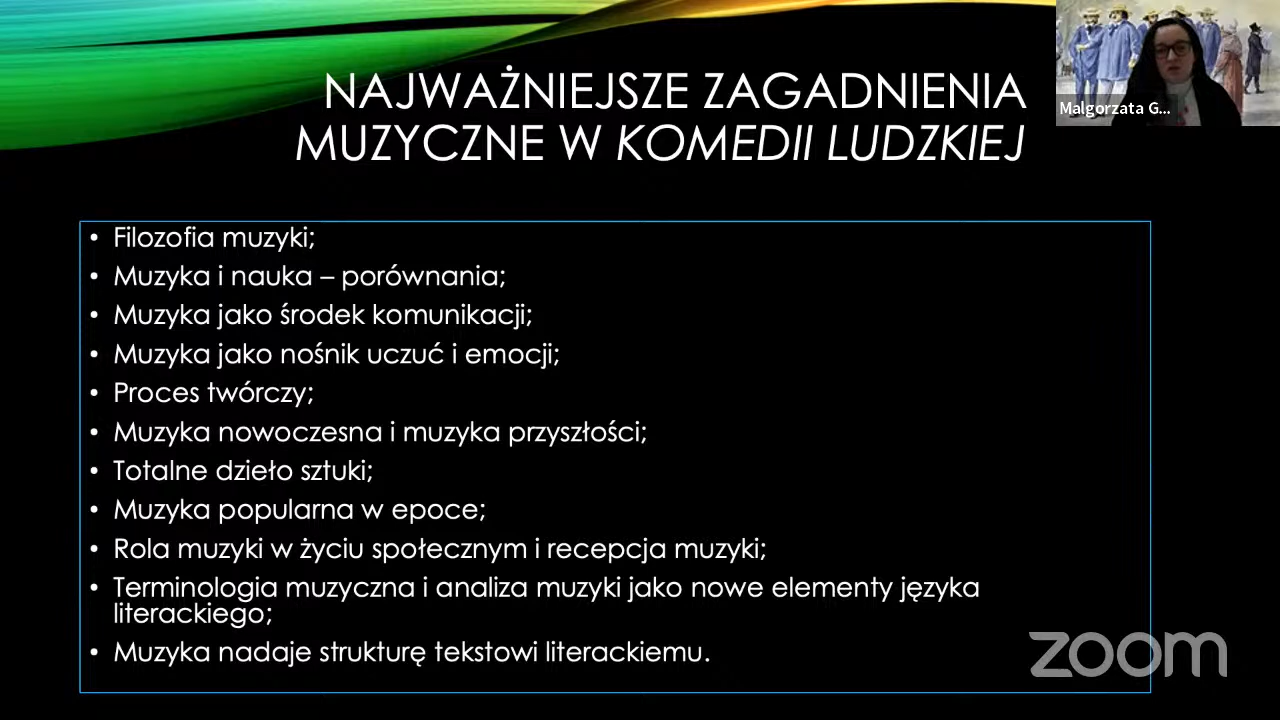 NAJWAŻNIEJSZE ZAGADNIENIA
MUZYCZNE W KOMEDII LUDZKIEJ
Malgorzata G...
• Filozofia muzyki;
• Muzyka i nauka – porównania;
• Muzyka jako środek komunikacji;
• Muzyka jako nośnik uczuć i emocji;
• Proces twórczy;
• Muzyka nowoczesna i muzyka przyszłości;
• Totalne dzieło sztuki;
• Muzyka popularna w epoce;
• Rola muzyki w życiu społecznym i recepcja muzyki;
• Terminologia muzyczna i analiza muzyki jako nowe elementy języka
literackiego;
• Muzyka nadaje strukturę tekstowi literackiemu.
zoom